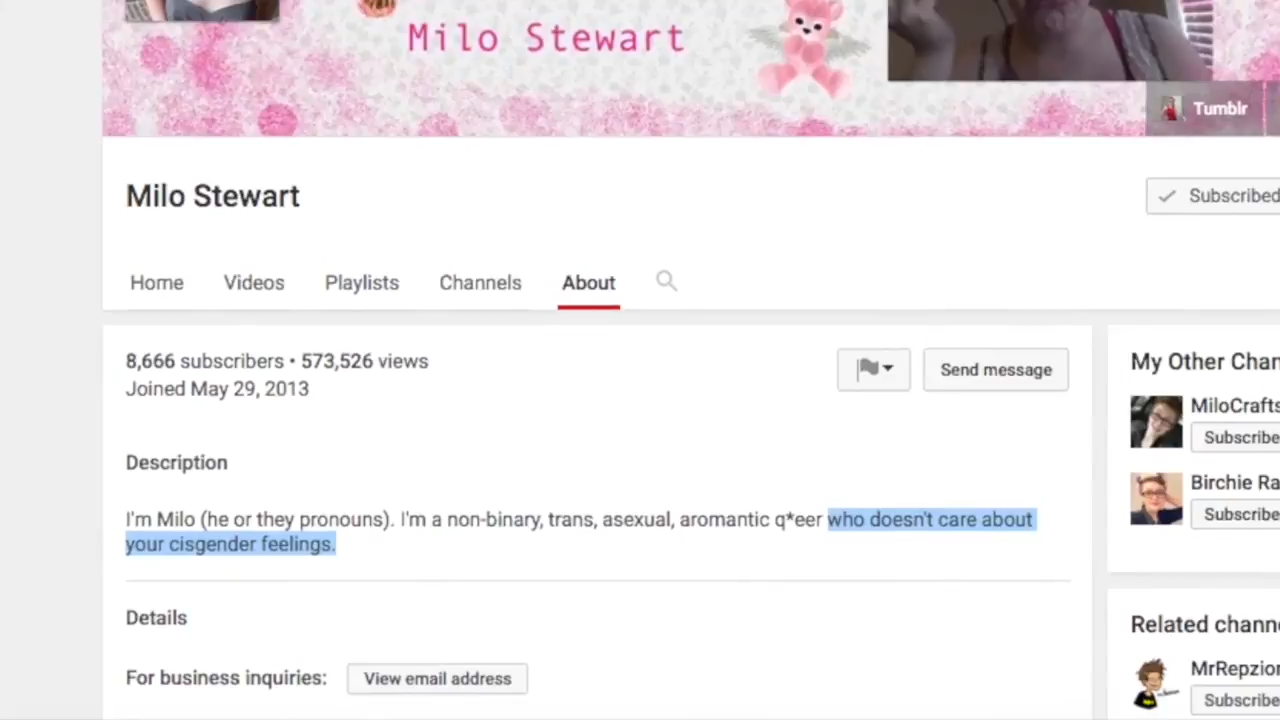 Milo Stewart
Tumblr
Milo Stewart
Subscribed
Home Videos Playlists Channels About
8,666 subscribers • 573,526 views
Joined May 29, 2013
Send message
Description
I'm Milo (he or they pronouns). I'm a non-binary, trans, asexual, aromantic q*eer who doesn't care about
your cisgender feelings.
Details
For business inquiries: View email address
My Other Chan
MiloCrafts
Subscribe
Birchie Ra
Subscribe
Related channe
MrRepzion
Subscribe